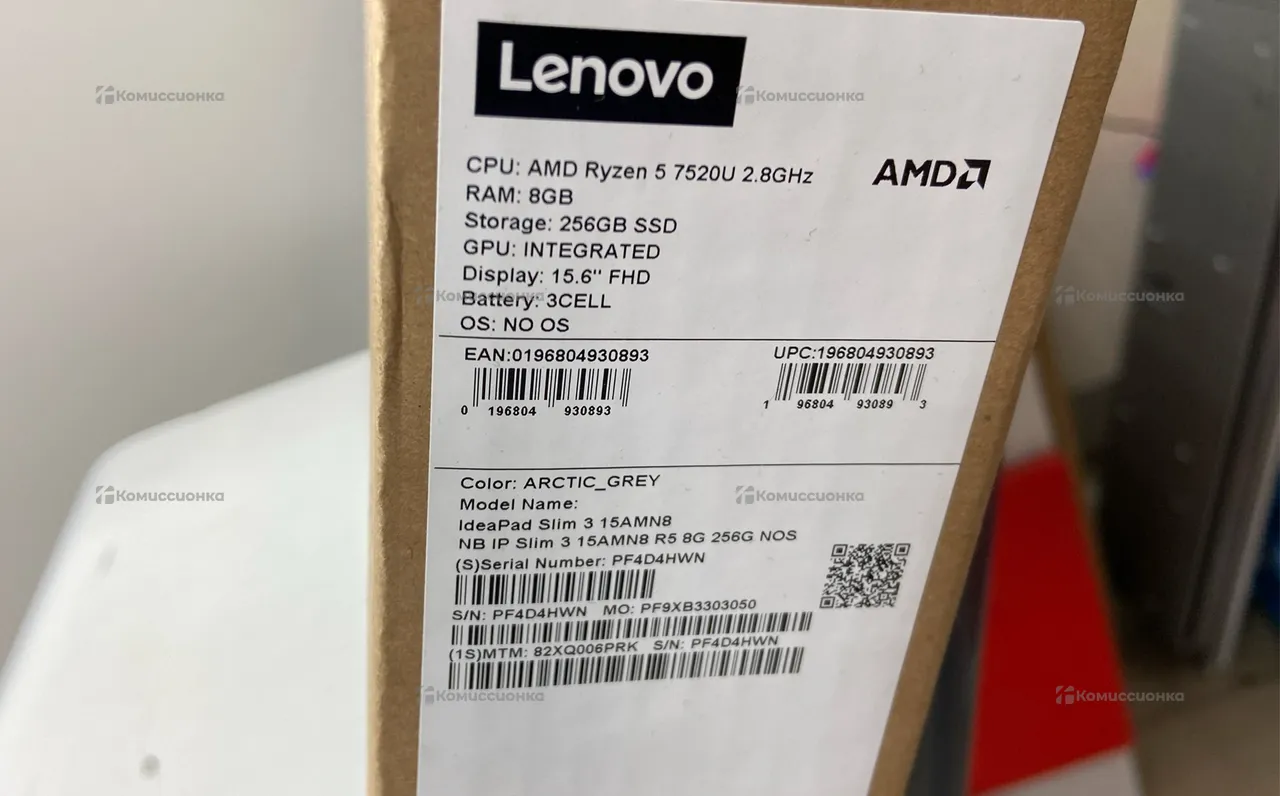 Lenovo
CPU: AMD Ryzen 5 7520U 2.8GHz
AMD
RAM: 8GB
Storage: 256GB SSD
GPU: INTEGRATED
Display: 15.6'' FHD
Battery: 3CELL
OS: NO OS
EAN:0196804930893 UPC:196804930893
0 196804 930893 1 96804 93089 3
Color: ARCTIC_GREY
Model Name:
IdeaPad Slim 3 15AMN8
NB IP Slim 3 15AMN8 R5 8G 256G NOS
(S)Serial Number: PF4D4HWN
S/N: PF4D4HWN MO: PF9XB3303050
(1S)MTM: 82XQ006PRK S/N: PF4D4HWN
Комиссионка
Комиссионка
Комиссионка
Комиссионка
Комиссионка
Комиссионка
Комиссионка
Комиссионка